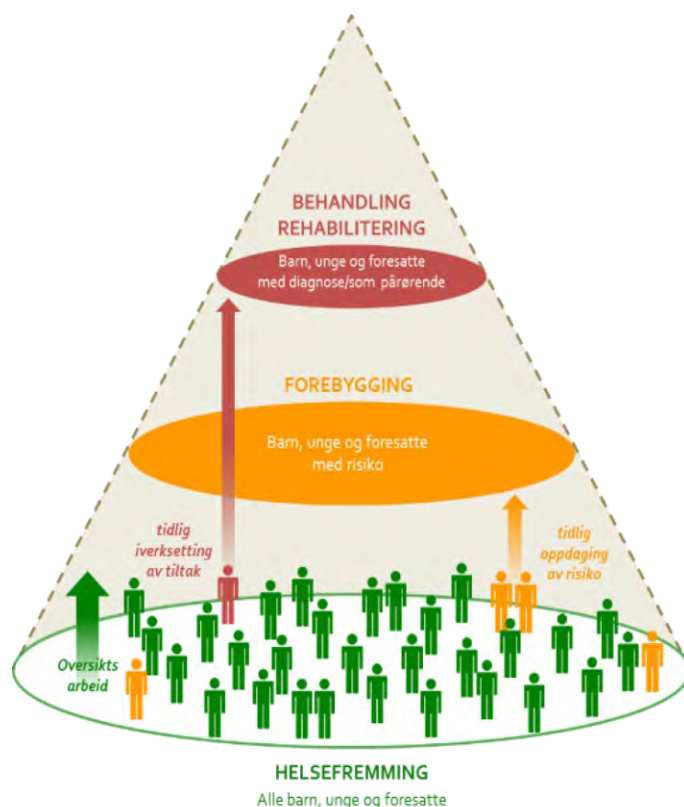 BEHANDLING
REHABILITERING
Barn, unge og foresatte
med diagnose/som pårørende
FOREBYGGING
Barn, unge og foresatte
med risiko
tidlig
iverksetting
av tiltak
tidlig
oppdaging
av risiko
Oversikts
arbeid
HELSEFREMMING
Alle barn, unge og foresatte